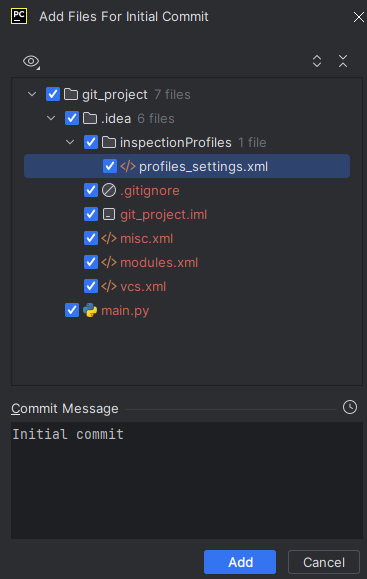 PC
Add Files For Initial Commit
git_project 7 files
.idea 6 files
inspectionProfiles 1 file
profiles_settings.xml
.gitignore
git_project.iml
misc.xml
modules.xml
vcs.xml
main.py
Commit Message
Initial commit
Add
Cancel